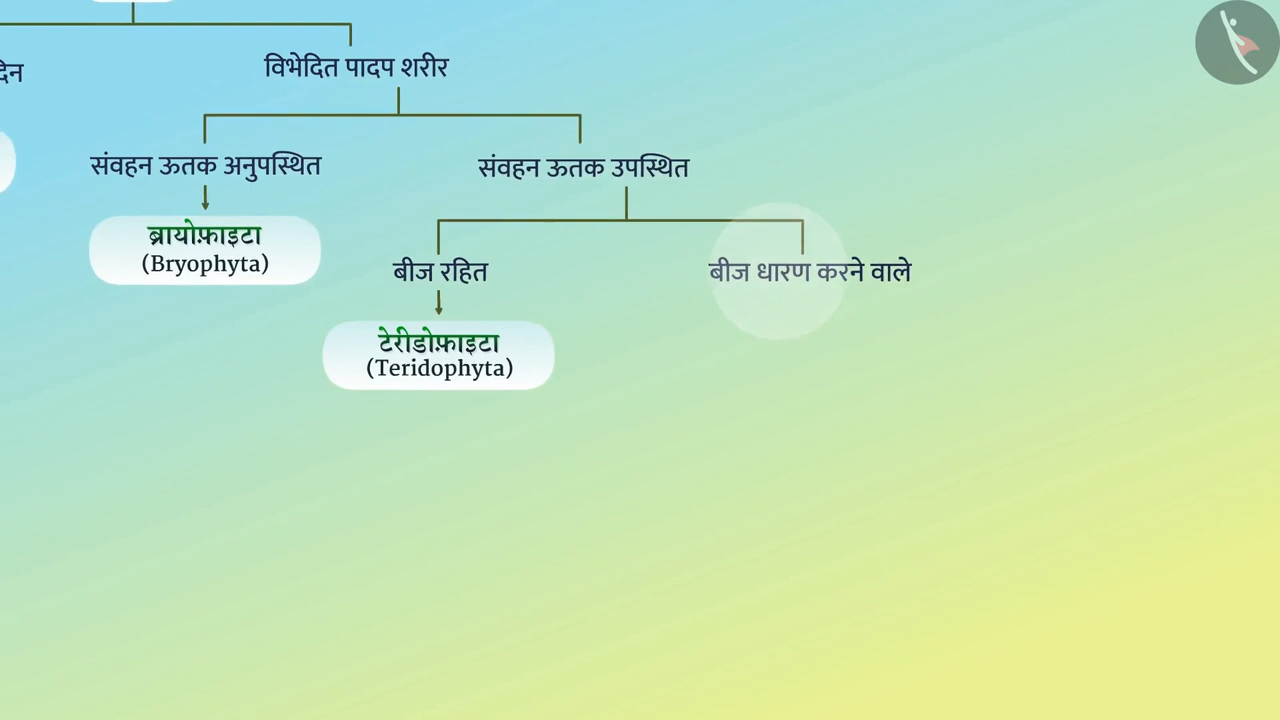 विभेदित पादप शरीर
संवहन ऊतक अनुपस्थित
संवहन ऊतक उपस्थित
ब्रायोफ़ाइटा
(Bryophyta)
बीज रहित
बीज धारण करने वाले
टेरीडोफ़ाइटा
(Teridophyta)